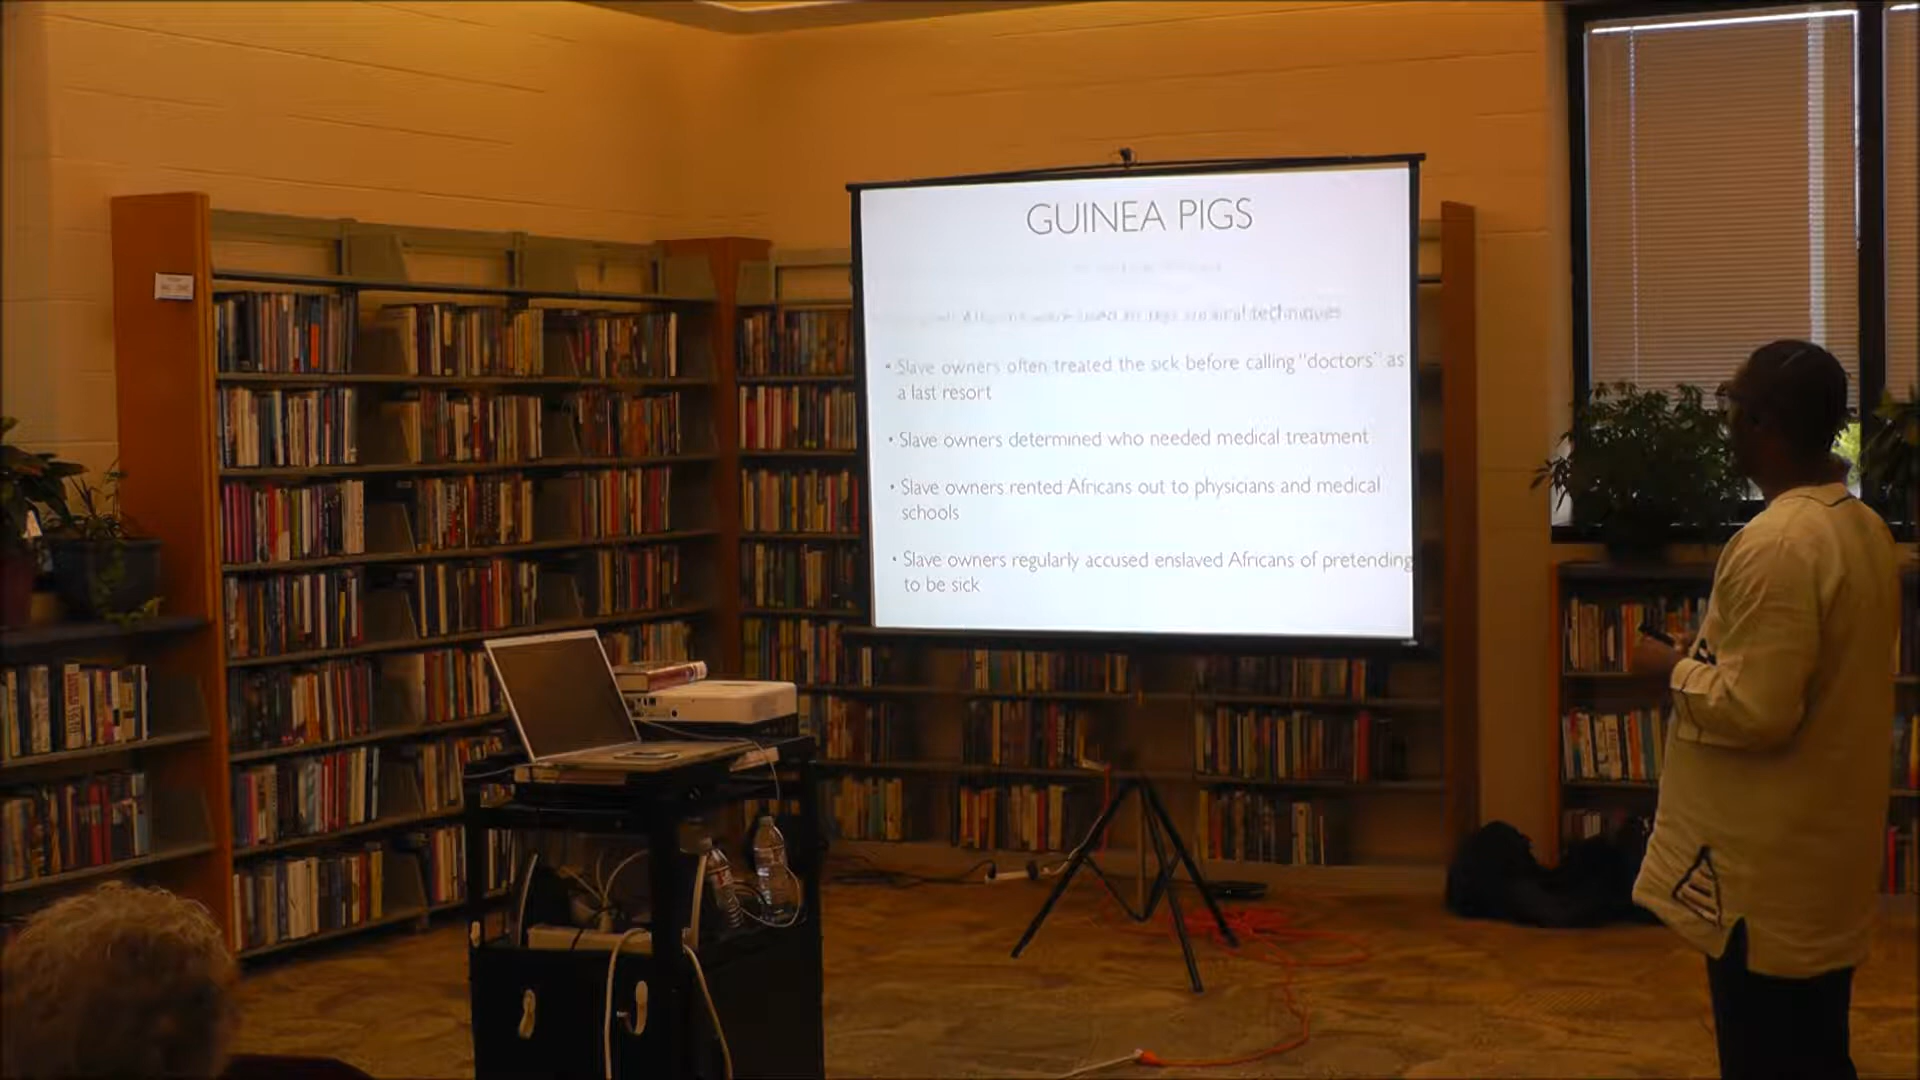 GUINEA PIGS
techniques
• Slave owners often treated the sick before calling "doctors" as
a last resort
• Slave owners determined who needed medical treatment
• Slave owners rented Africans out to physicians and medical
schools
• Slave owners regularly accused enslaved Africans of pretending
to be sick